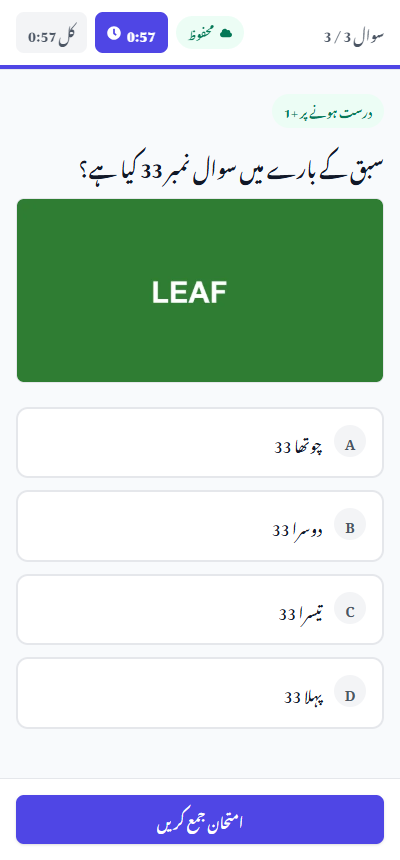 سوال 3 / 3
محفوظ
0:57
کل 0:57
درست ہونے پر +1
سبق کے بارے میں سوال نمبر 33 کیا ہے؟
LEAF
A چوتھا 33
B دوسرا 33
C تیسرا 33
D پہلا 33
امتحان جمع کریں